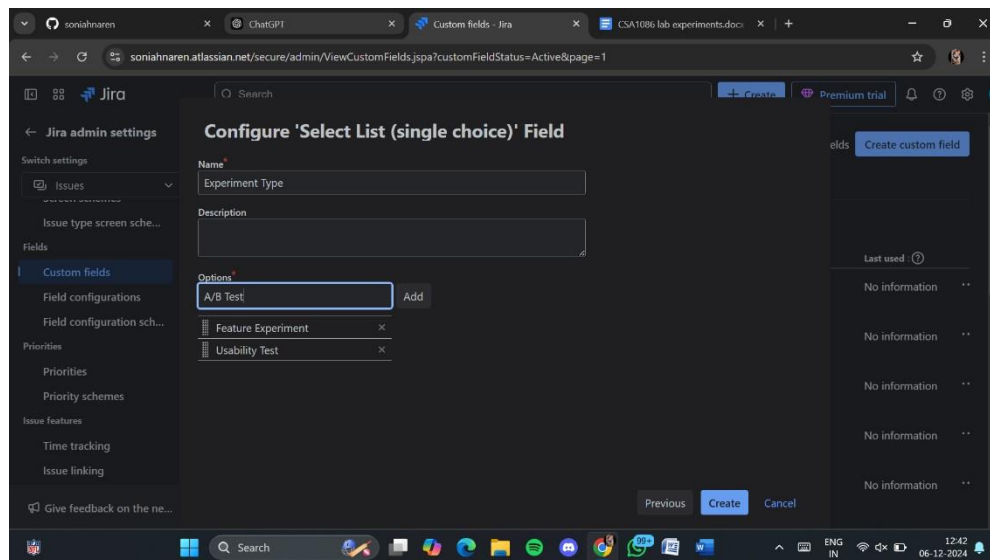 soniahnaren
ChatGPT
Custom fields - Jira
CSA1086 lab experiments.docx
soniahnaren.atlassian.net/secure/admin/ViewCustomFields.jspa?customFieldStatus=Active&page=1
Jira
Search
+ Create
Premium trial
Jira admin settings
Switch settings
Issues
Issue type screen sche...
Fields
Custom fields
Field configurations
Field configuration sch...
Priorities
Priorities
Priority schemes
Issue features
Time tracking
Issue linking
Give feedback on the ne...
Configure 'Select List (single choice)' Field
Name*
Experiment Type
Description
Options*
A/B Test
Add
Feature Experiment
Usability Test
Previous
Create
Cancel
elds
Create custom field
Last used :
No information
No information
No information
No information
No information
Search
99+
ENG
IN
12:42
06-12-2024